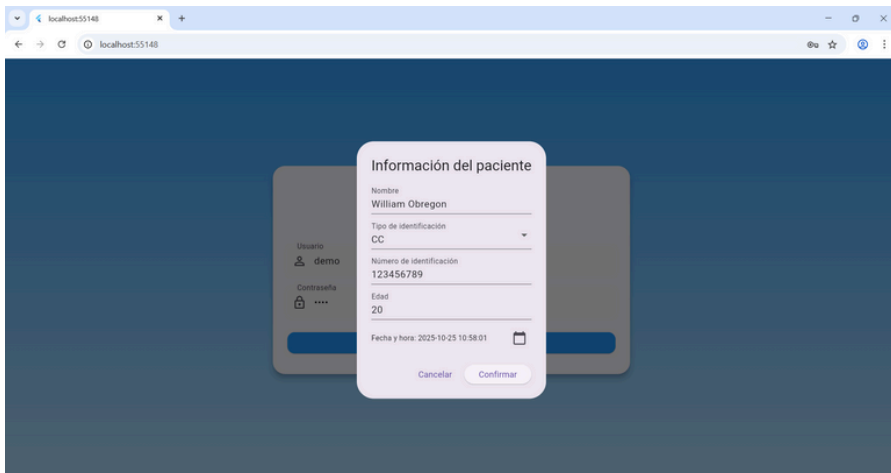 localhost:55148
localhost:55148
Información del paciente
Nombre
William Obregon
Tipo de identificación
CC
Usuario
demo
Número de identificación
123456789
Contraseña
••••
Edad
20
Fecha y hora: 2025-10-25 10:58:01
Cancelar
Confirmar